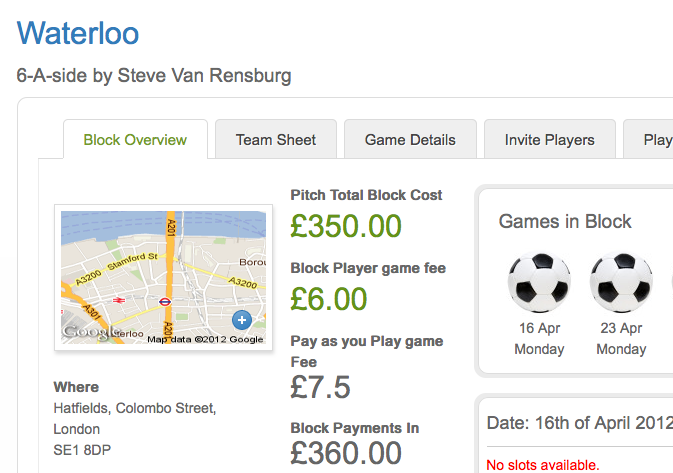 Waterloo
6-A-side by Steve Van Rensburg
Block Overview
Team Sheet
Game Details
Invite Players
Play
A201
A3200
Stamford St
Borou
A3200
A301
A201
Google
erloo
Map data ©2012 Google
Where
Hatfields, Colombo Street,
London
SE1 8DP
Pitch Total Block Cost
£350.00
Block Player game fee
£6.00
Pay as you Play game
Fee
£7.5
Block Payments In
£360.00
Games in Block
16 Apr
Monday
23 Apr
Monday
Date: 16th of April 2012
No slots available.